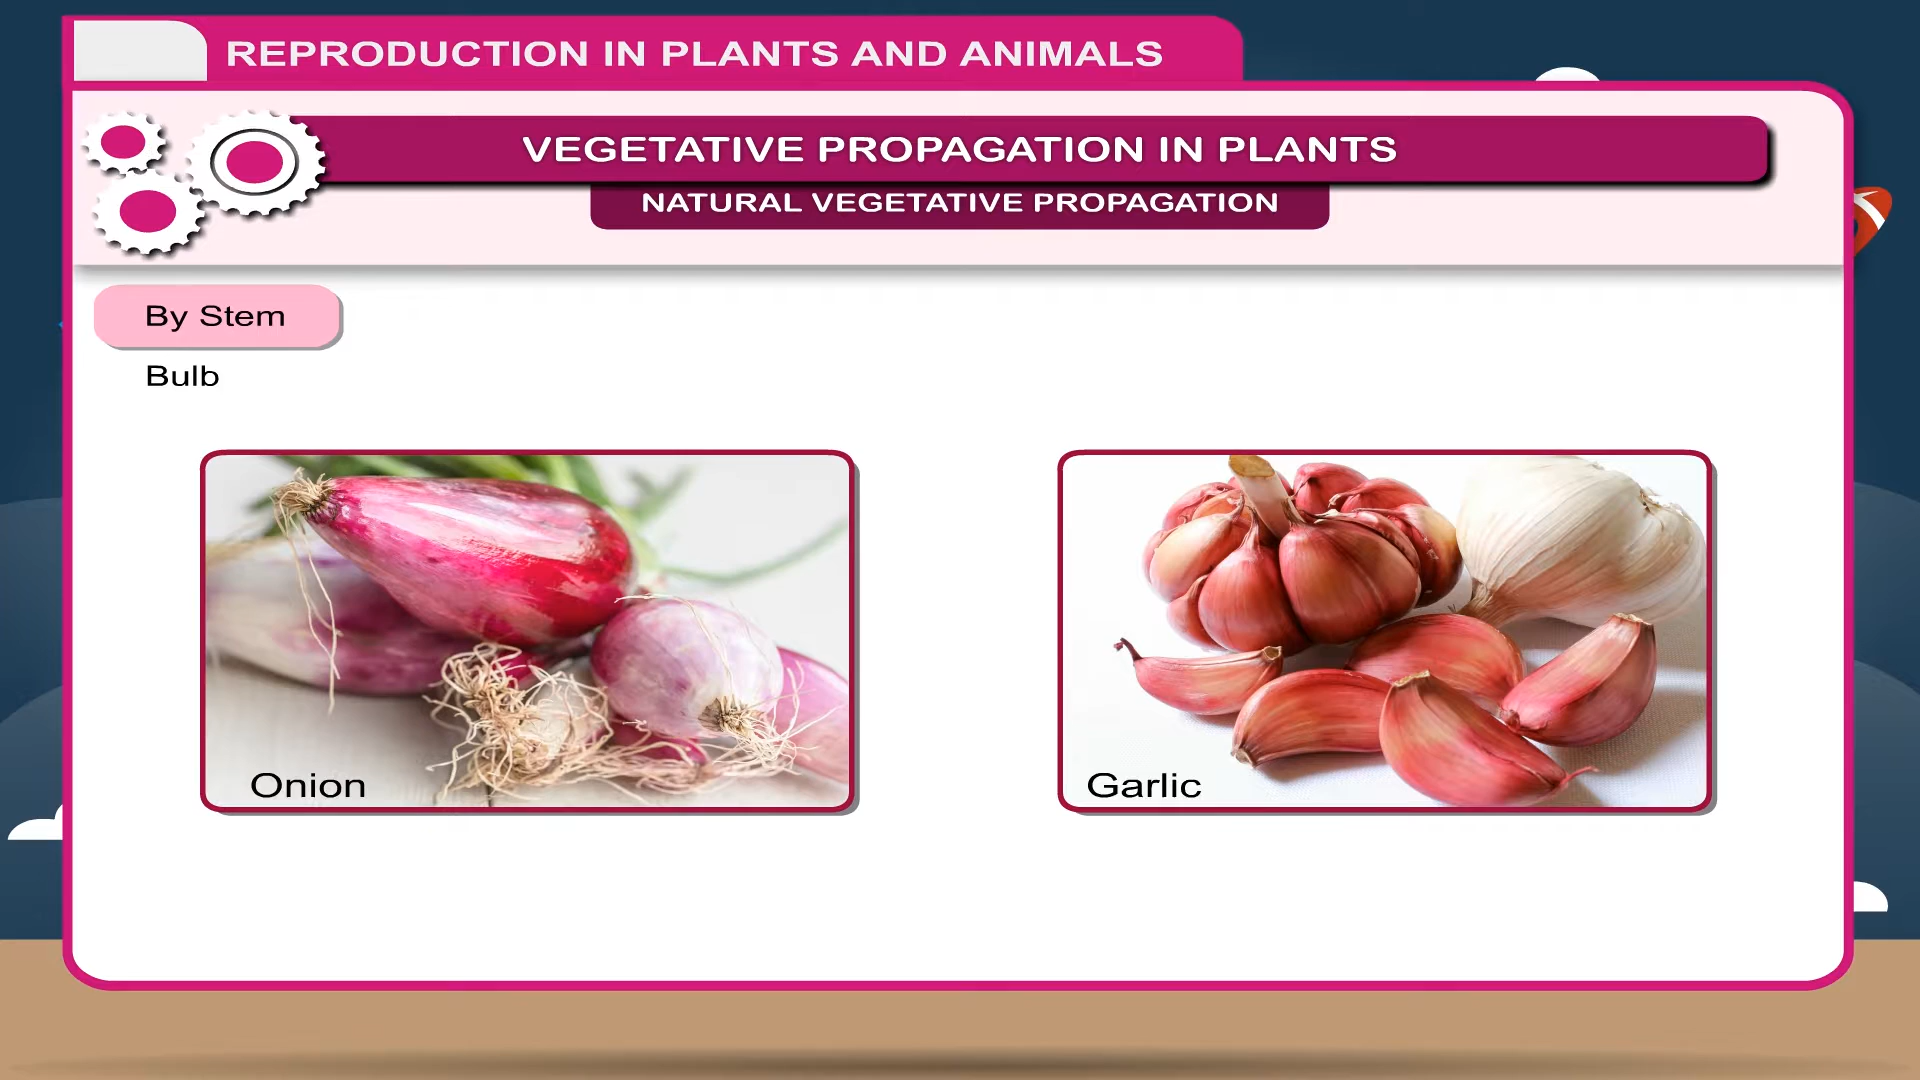 REPRODUCTION IN PLANTS AND ANIMALS
VEGETATIVE PROPAGATION IN PLANTS
NATURAL VEGETATIVE PROPAGATION
By Stem
Bulb
Onion
Garlic